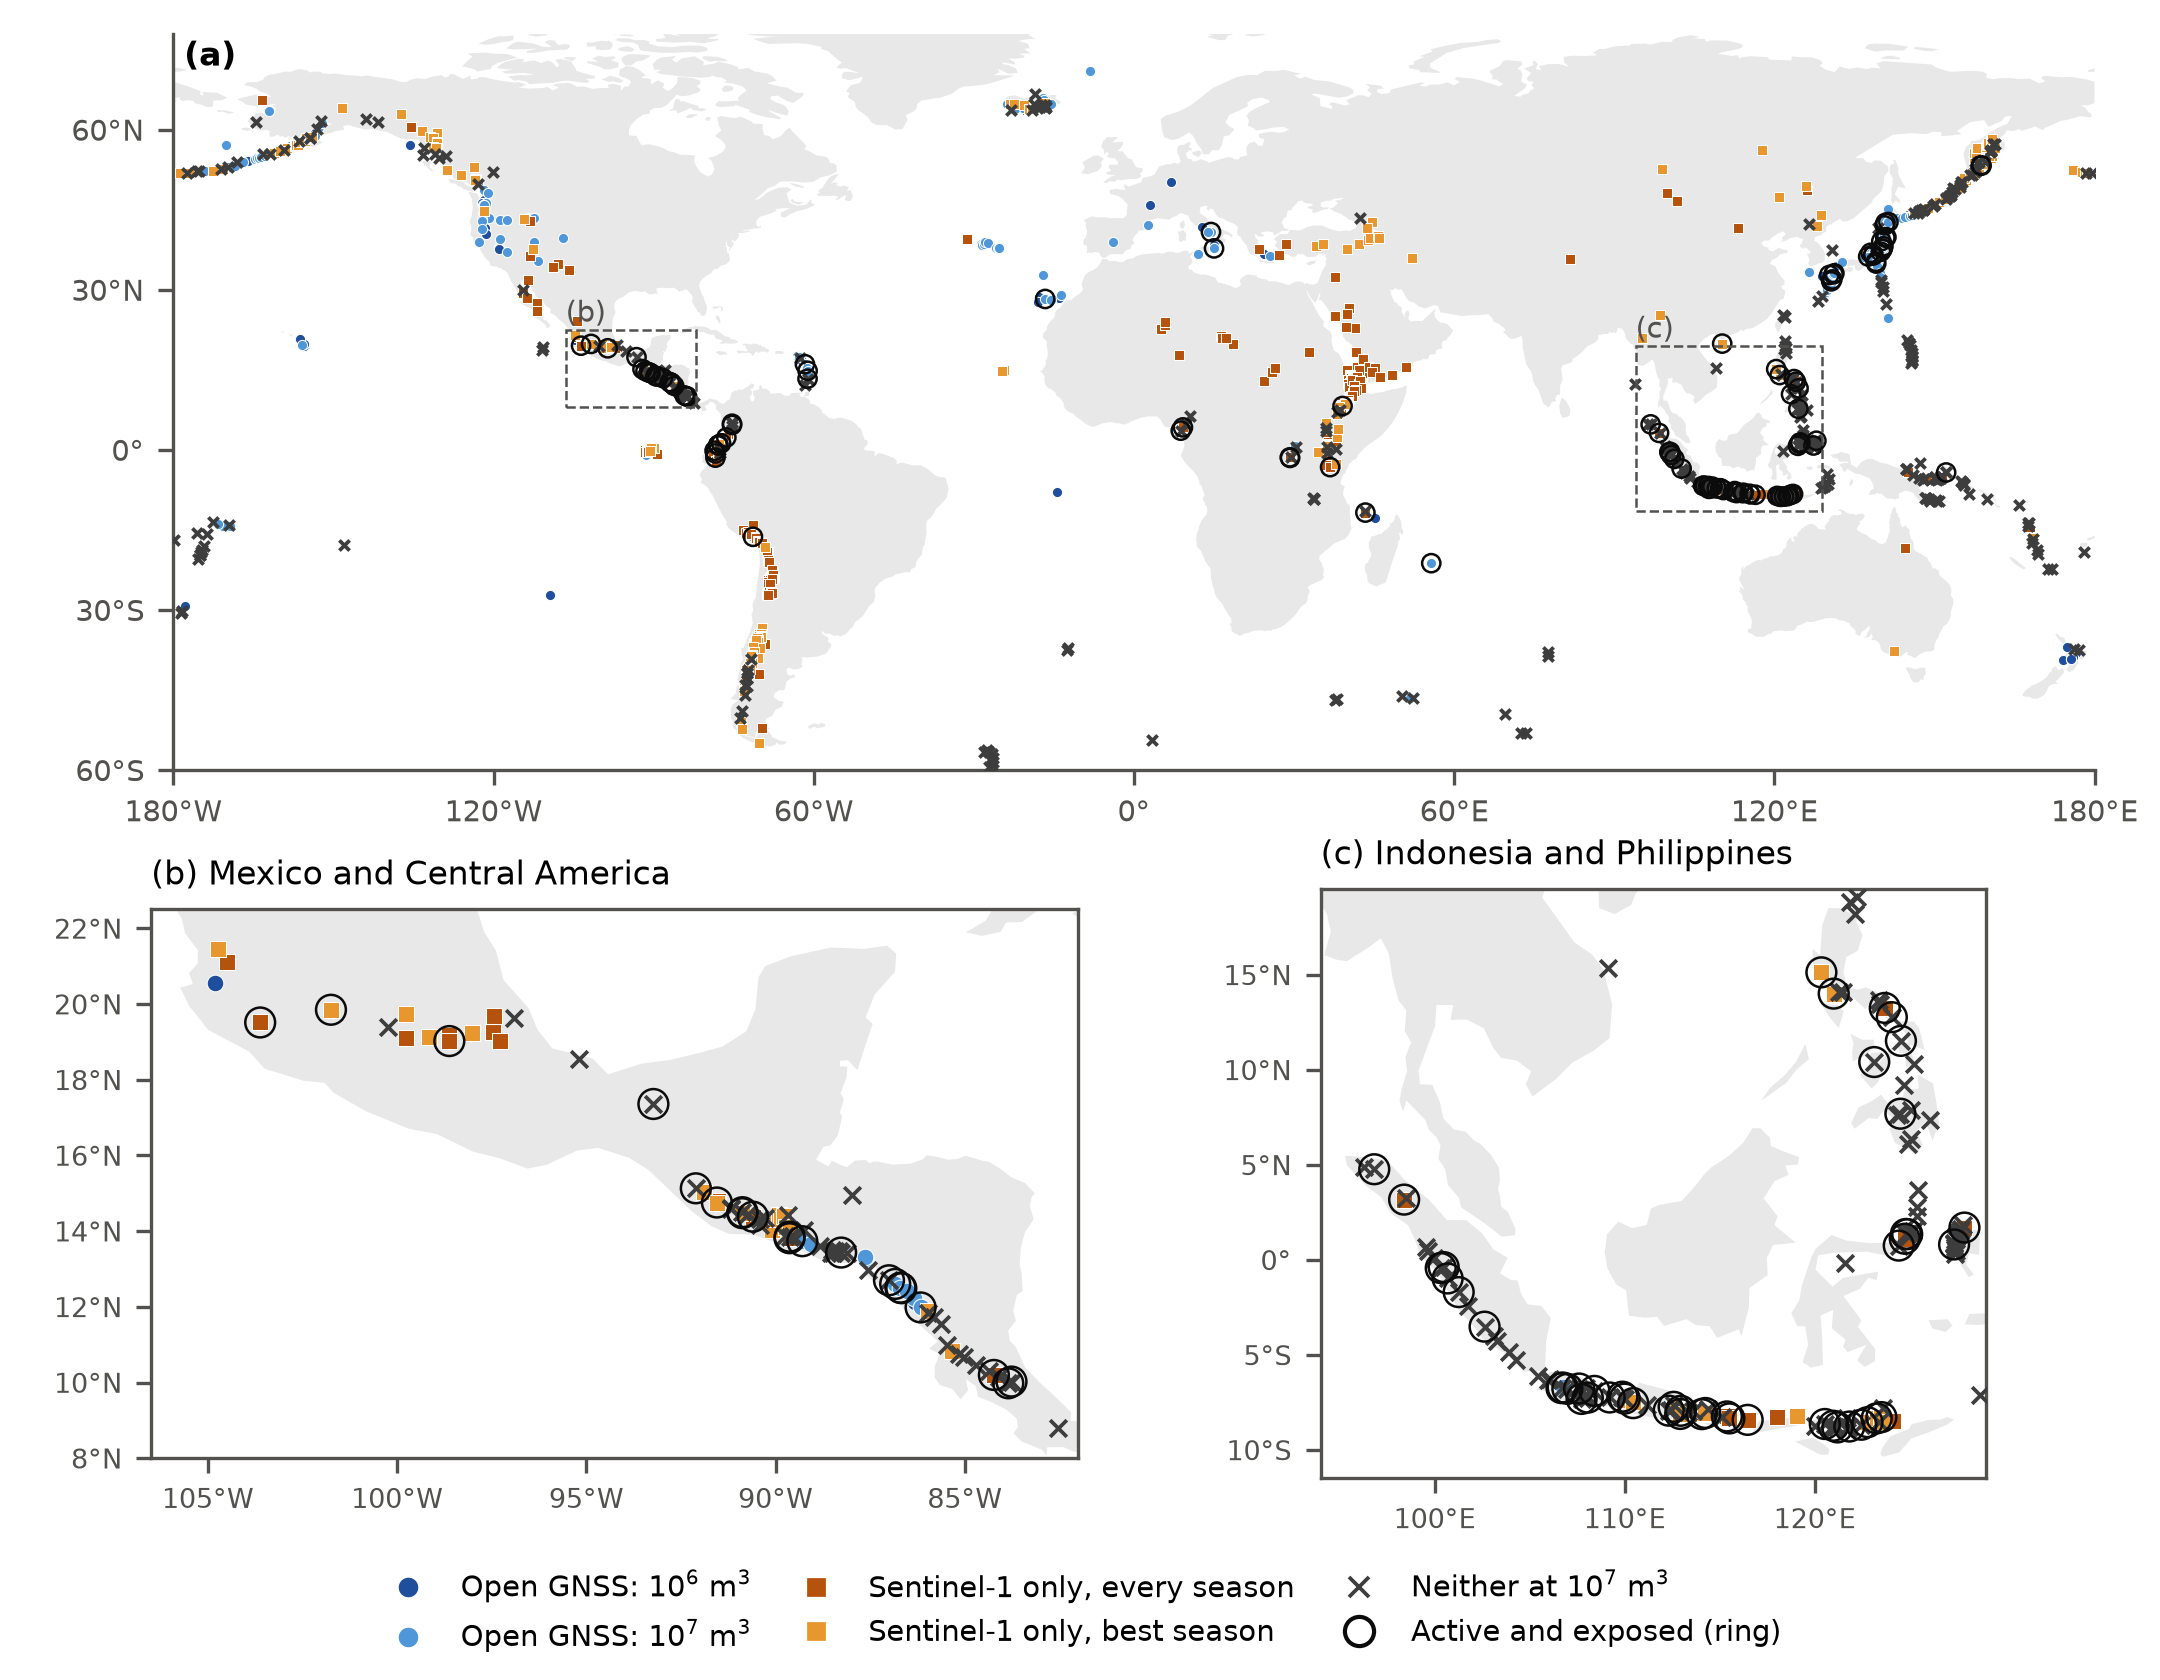 (a)
60°N
30°N
0°
30°S
60°S
180°W
120°W
60°W
0°
60°E
120°E
180°E
(b)
(c)
(b) Mexico and Central America
22°N
20°N
18°N
16°N
14°N
12°N
10°N
8°N
105°W
100°W
95°W
90°W
85°W
(c) Indonesia and Philippines
15°N
10°N
5°N
0°
5°S
10°S
100°E
110°E
120°E
Open GNSS: 10⁶ m³
Open GNSS: 10⁷ m³
Sentinel-1 only, every season
Sentinel-1 only, best season
Neither at 10⁷ m³
Active and exposed (ring)